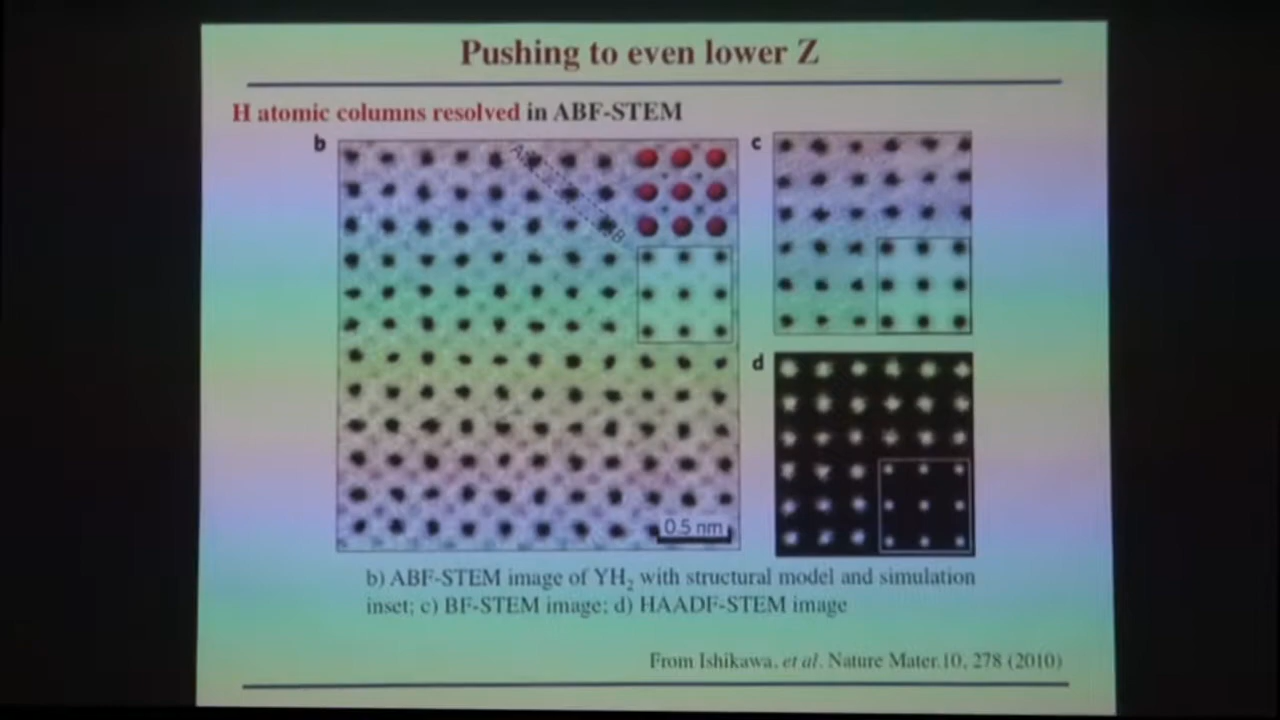 Pushing to even lower Z
H atomic columns resolved in ABF-STEM
b
c
A
B
d
0.5 nm
b) ABF-STEM image of YH₂ with structural model and simulation
inset; c) BF-STEM image; d) HAADF-STEM image
From Ishikawa, et al. Nature Mater.10, 278 (2010)